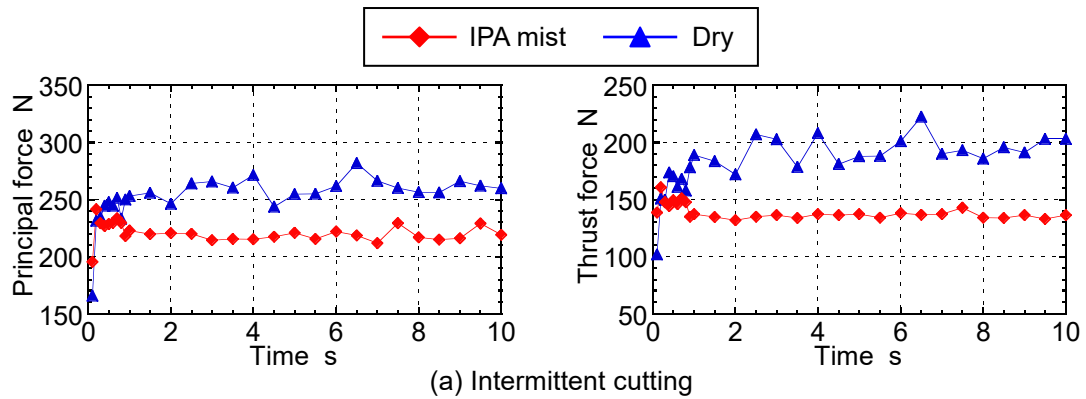 IPA mist
Dry
Principal force N
350
300
250
200
150
0 2 4 6 8 10
Time s
Thrust force N
250
200
150
100
50
0 2 4 6 8 10
Time s
(a) Intermittent cutting